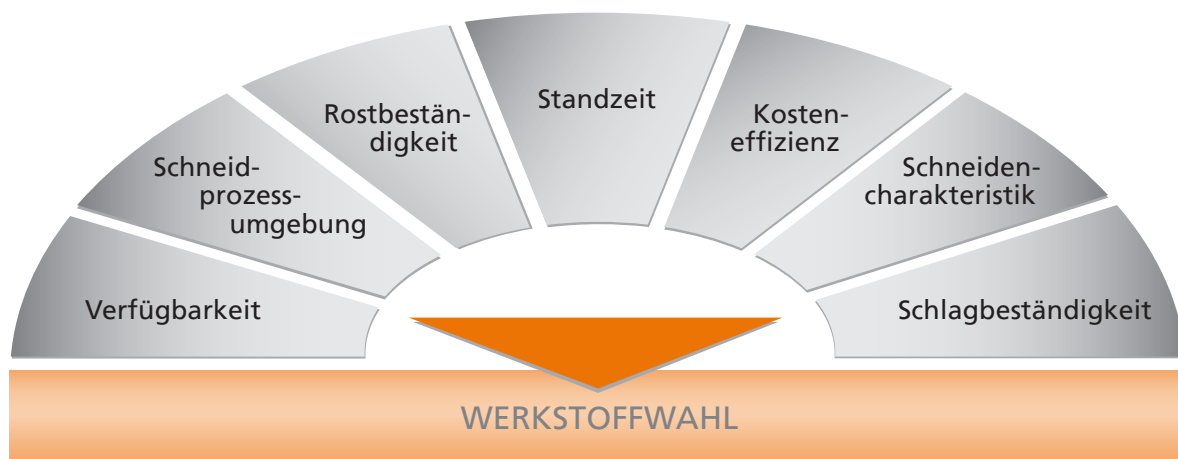 Verfügbarkeit
Schneid-
prozess-
umgebung
Rostbestän-
digkeit
Standzeit
Kosten-
effizienz
Schneiden-
charakteristik
Schlagbeständigkeit
WERKSTOFFWAHL